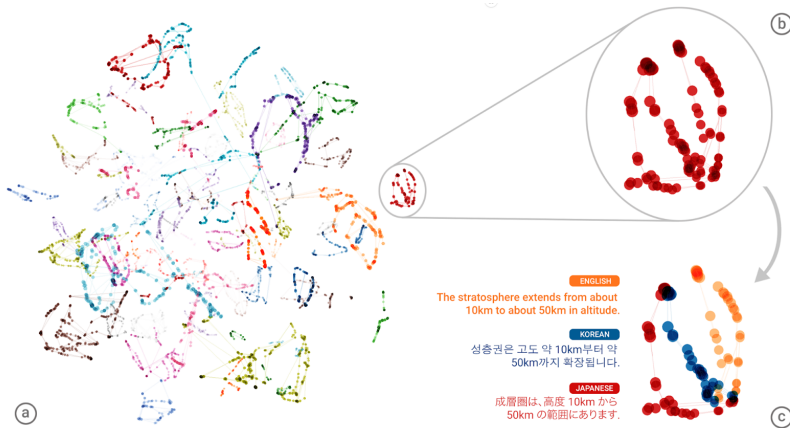 b
ENGLISH
The stratosphere extends from about
10km to about 50km in altitude.
KOREAN
성층권은 고도 약 10km부터 약
50km까지 확장됩니다.
JAPANESE
成層圏は、高度 10km から
50km の範囲にあります.
a
c